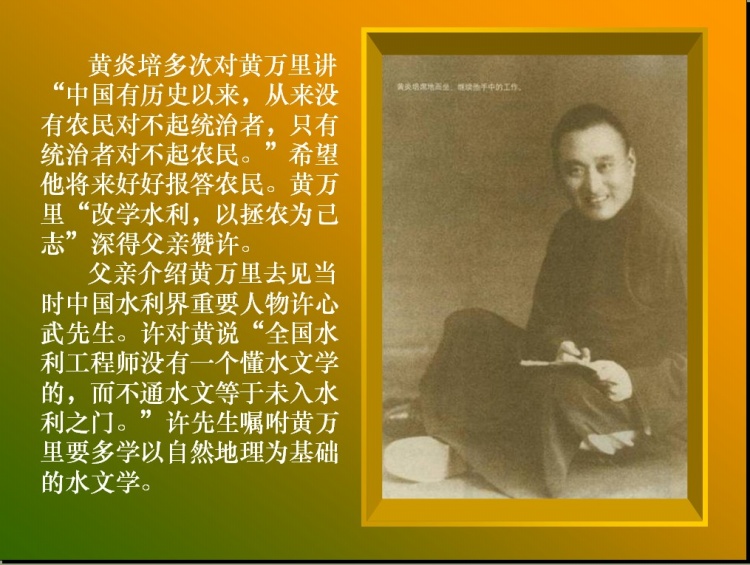 黄炎培多次对黄万里讲
“中国有历史以来，从来没
有农民对不起统治者，只有
统治者对不起农民。”希望
他将来好好报答农民。黄万
里“改学水利，以拯农为己
志”深得父亲赞许。
父亲介绍黄万里去见当
时中国水利界重要人物许心
武先生。许对黄说“全国水
利工程师没有一个懂水文学
的，而不通水文等于未入水
利之门。”许先生嘱咐黄万
里要多学以自然地理为基础
的水文学。
黄炎培席地而坐，继续他手中的工作。